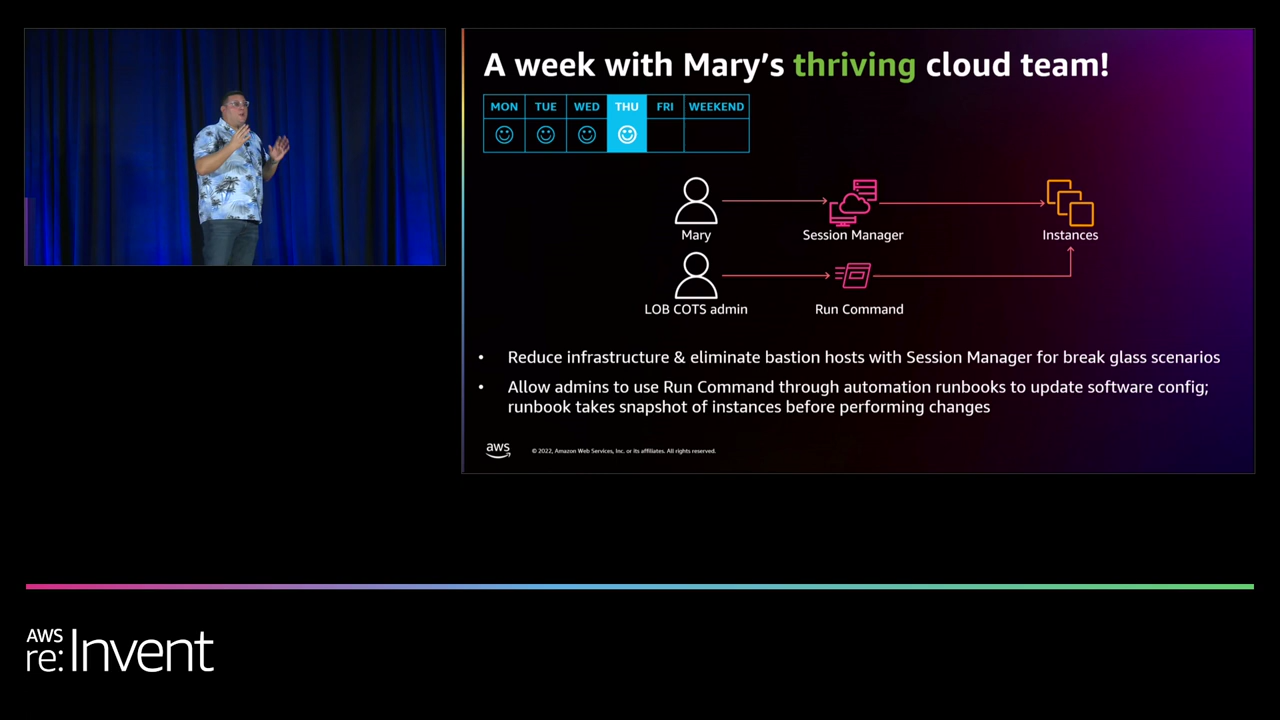 A week with Mary's thriving cloud team!
MON TUE WED THU FRI WEEKEND
Mary
Session Manager
Instances
LOB COTS admin
Run Command
• Reduce infrastructure & eliminate bastion hosts with Session Manager for break glass scenarios
• Allow admins to use Run Command through automation runbooks to update software config;
runbook takes snapshot of instances before performing changes
aws
© 2022, Amazon Web Services, Inc. or its affiliates. All rights reserved.
AWS
re:Invent